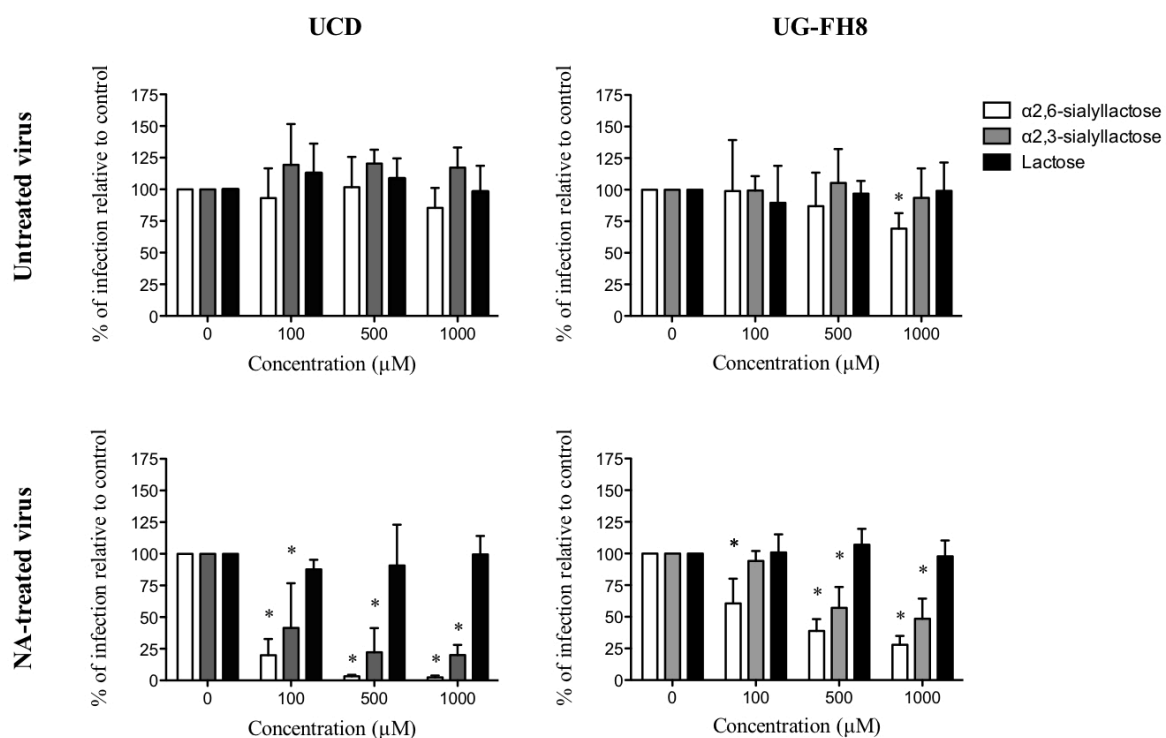 UCD
UG-FH8
Untreated virus
% of infection relative to control
175
150
125
100
75
50
25
0
0 100 500 1000
Concentration (µM)
% of infection relative to control
175
150
125
100
75
50
25
0
*
0 100 500 1000
Concentration (µM)
α2,6-sialyllactose
α2,3-sialyllactose
Lactose
NA-treated virus
% of infection relative to control
175
150
125
100
75
50
25
0
* * * * * *
0 100 500 1000
Concentration (µM)
% of infection relative to control
175
150
125
100
75
50
25
0
* * * * *
0 100 500 1000
Concentration (µM)